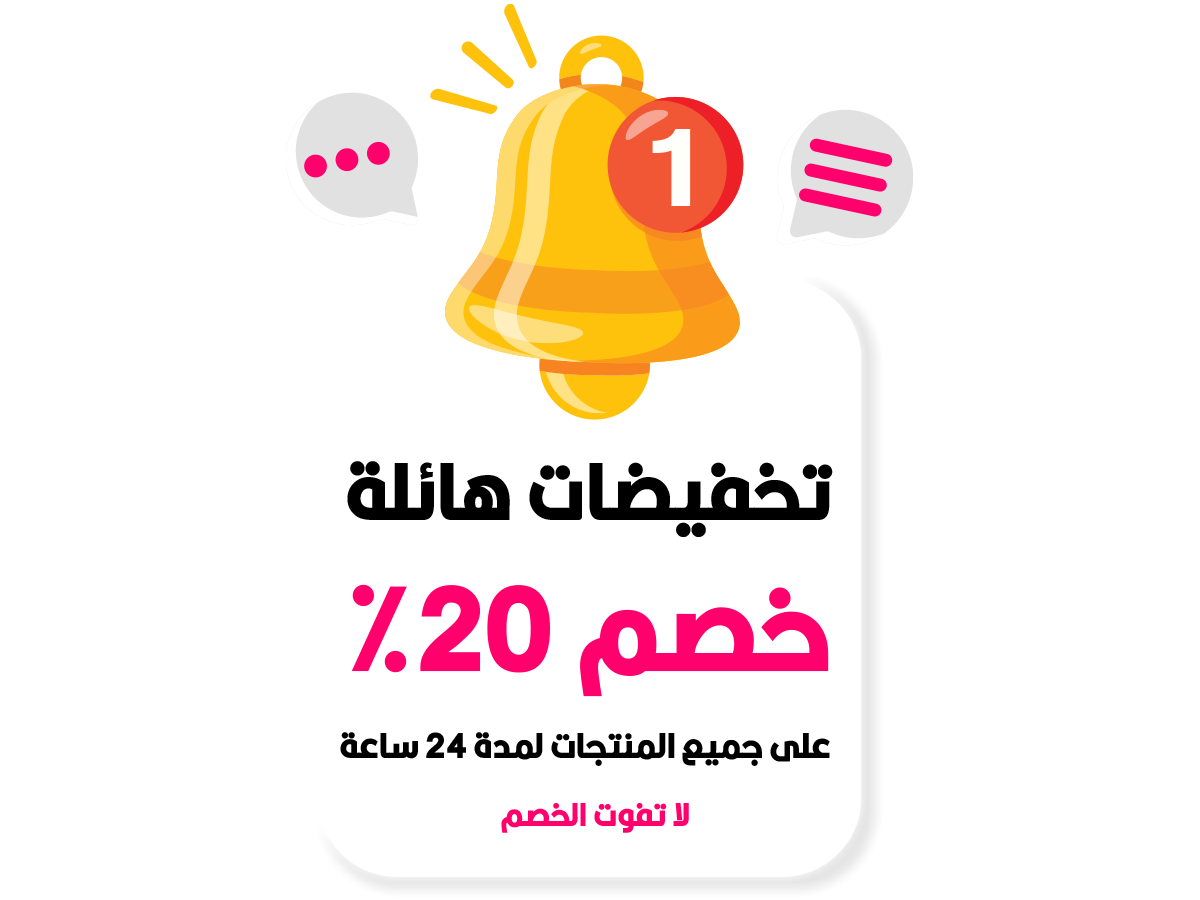 1
تخفيضات هائلة
خصم 20٪
على جميع المنتجات لمدة 24 ساعة
لا تفوت الخصم